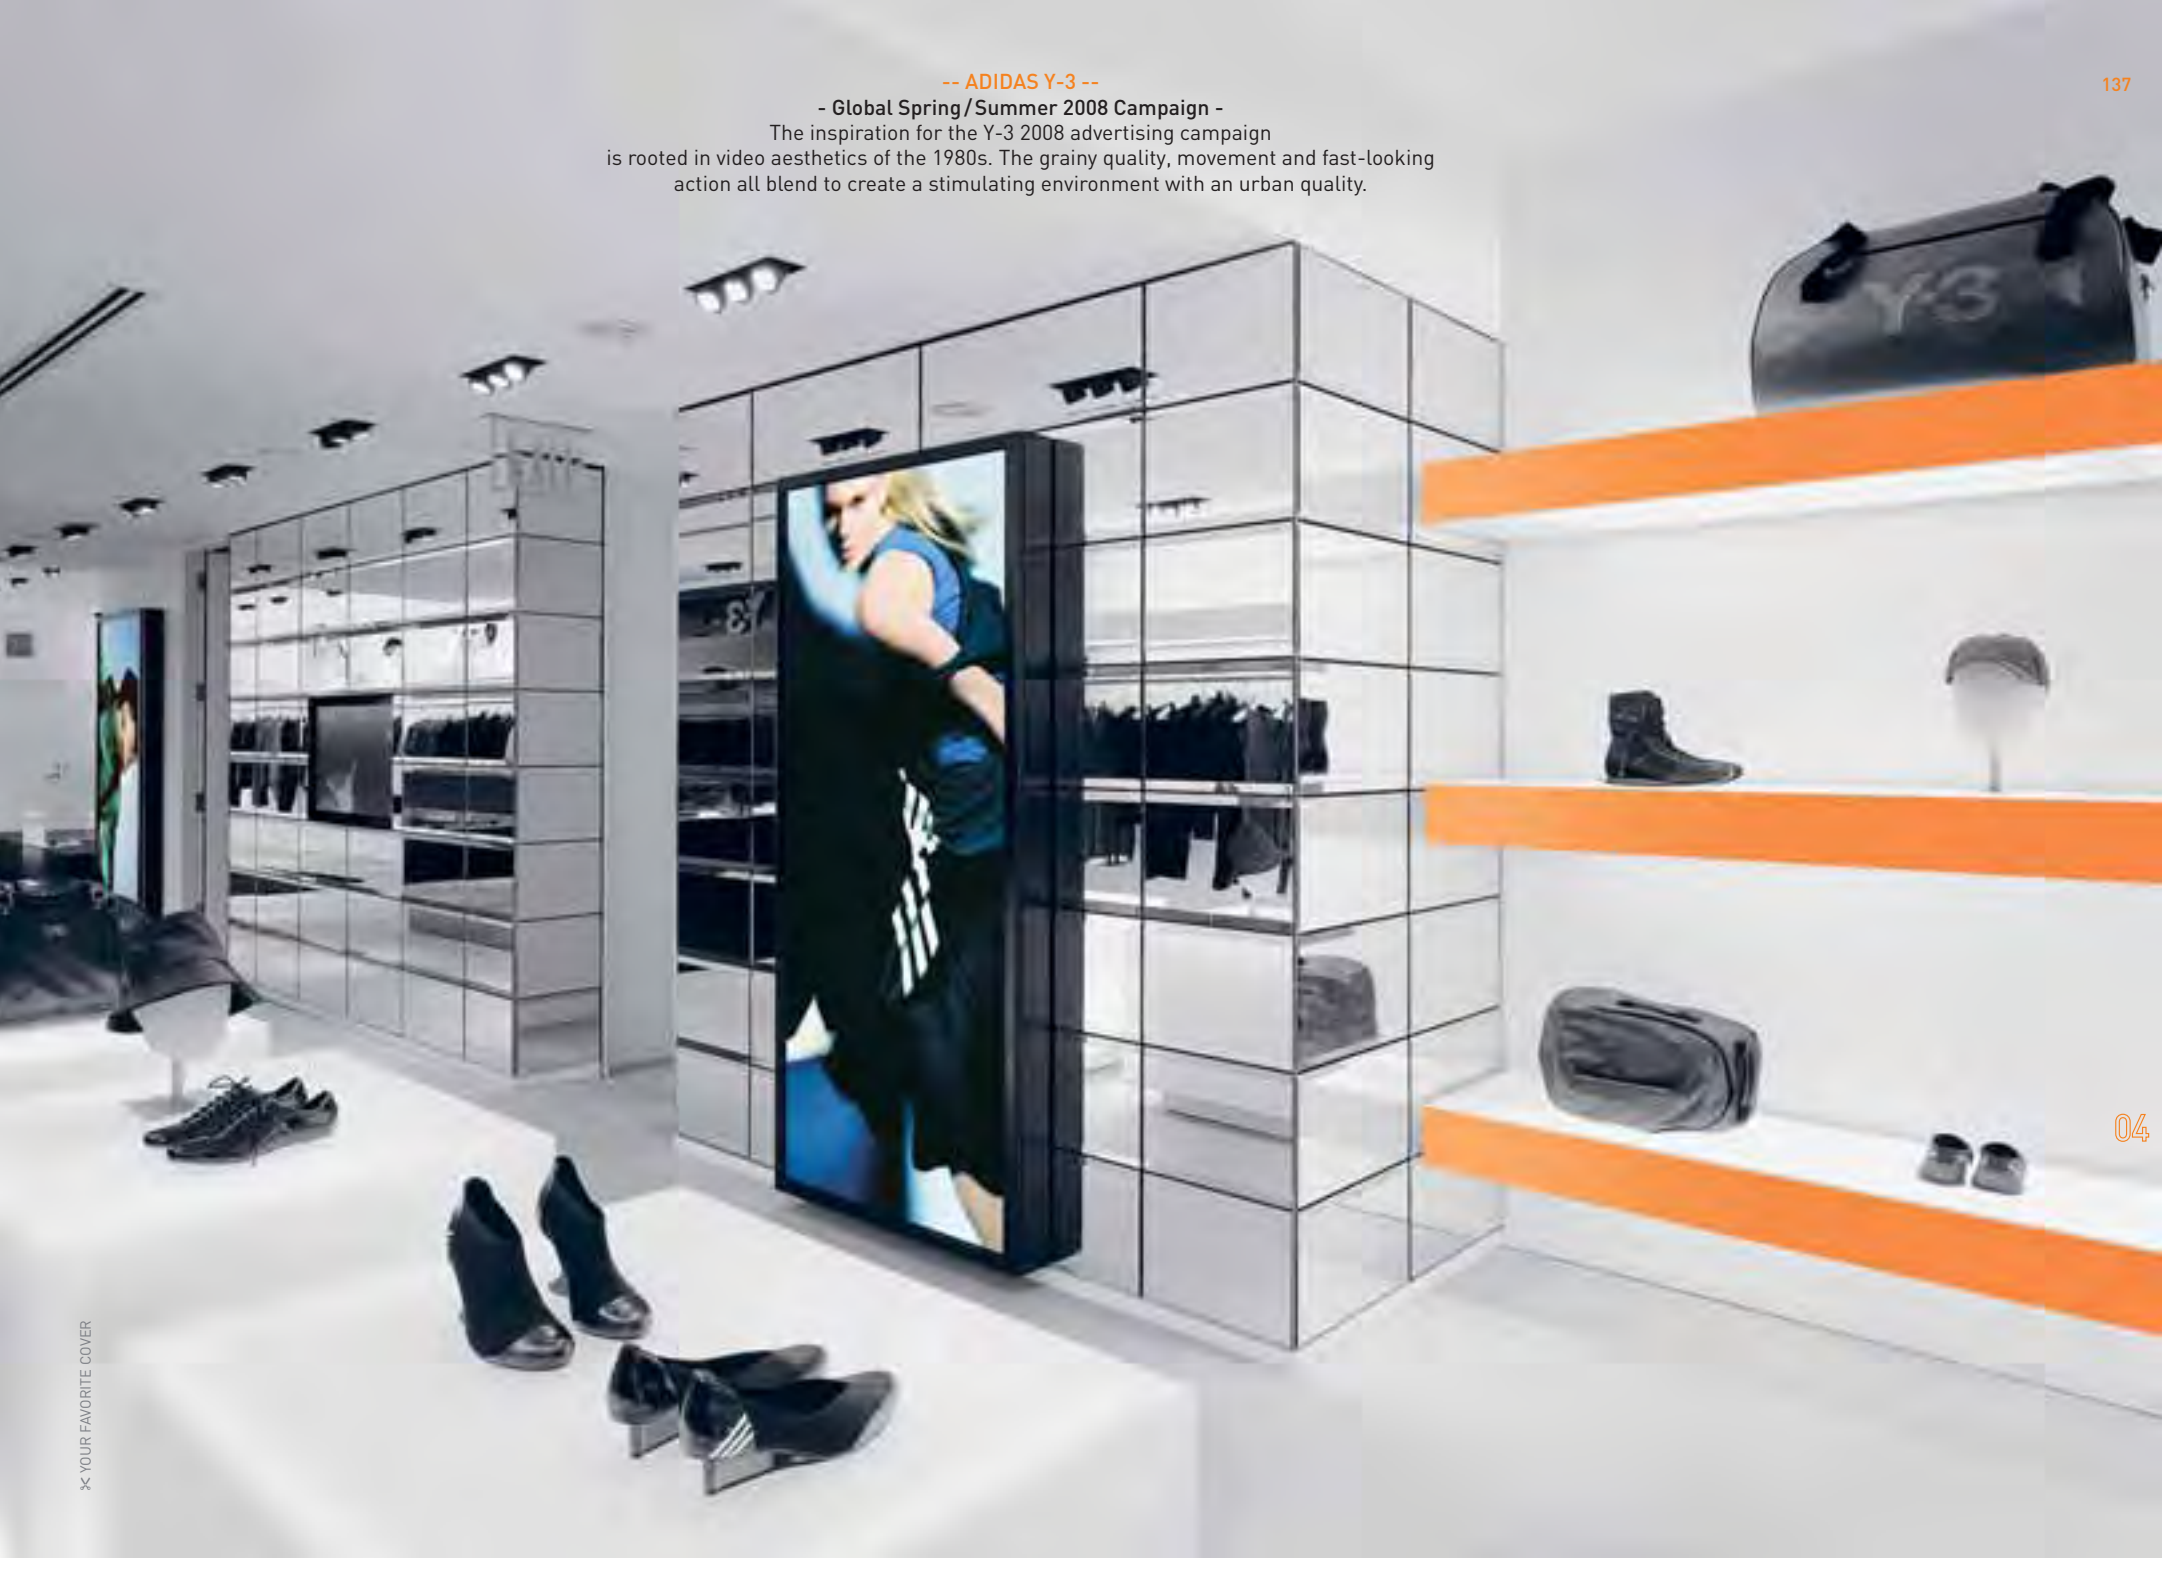 -- ADIDAS Y-3 --
- Global Spring/Summer 2008 Campaign -
The inspiration for the Y-3 2008 advertising campaign
is rooted in video aesthetics of the 1980s. The grainy quality, movement and fast-looking
action all blend to create a stimulating environment with an urban quality.
137
Y-3
04
YOUR FAVORITE COVER